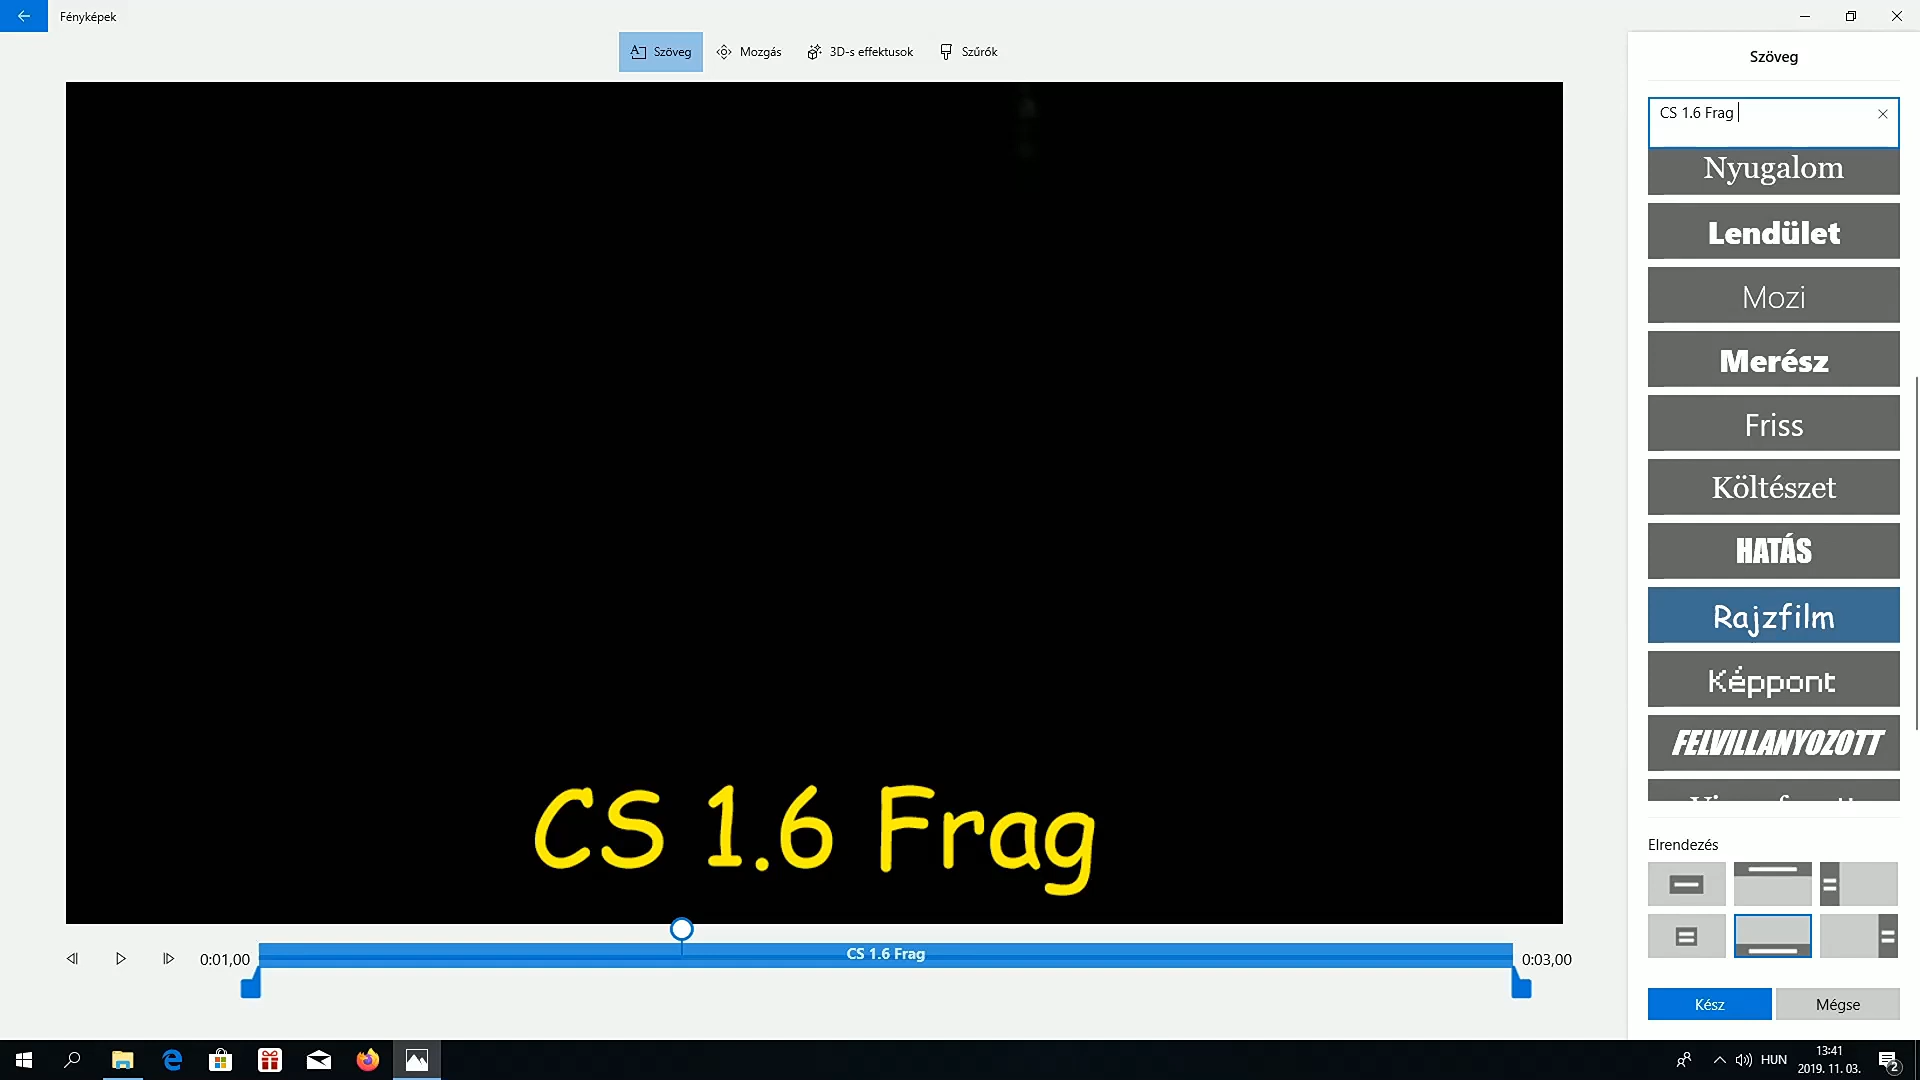 Fényképek
Szöveg
Mozgás
3D-s effektusok
Szűrők
Szöveg
CS 1.6 Frag
Nyugalom
Lendület
Mozi
Merész
Friss
Költészet
HATÁS
Rajzfilm
Képpont
FELVILLANYOZOTT
CS 1.6 Frag
Elrendezés
0:01,00
CS 1.6 Frag
0:03,00
Kész
Mégse
HUN
13:41
2019. 11. 03.
2